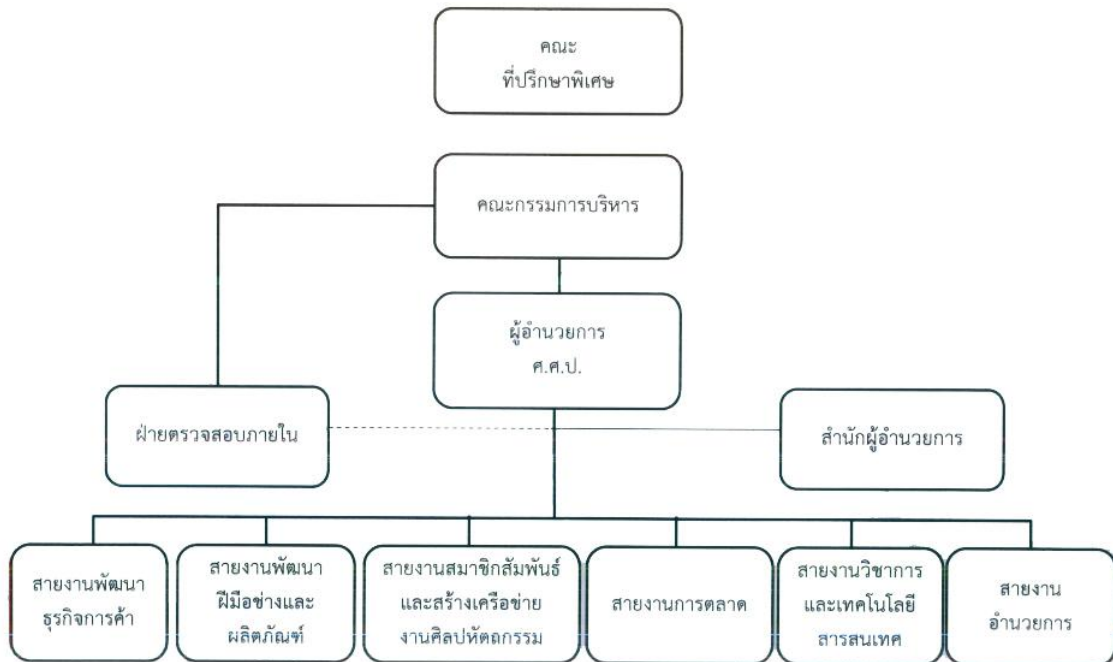 คณะ
ที่ปรึกษาพิเศษ
คณะกรรมการบริหาร
ผู้อำนวยการ
ศ.ศ.ป.
ฝ่ายตรวจสอบภายใน
สำนักผู้อำนวยการ
สายงานพัฒนา
ธุรกิจการค้า
สายงานพัฒนา
ฝีมือช่างและ
ผลิตภัณฑ์
สายงานสมาชิกสัมพันธ์
และสร้างเครือข่าย
งานศิลปหัตถกรรม
สายงานการตลาด
สายงานวิชาการ
และเทคโนโลยี
สารสนเทศ
สายงาน
อำนวยการ